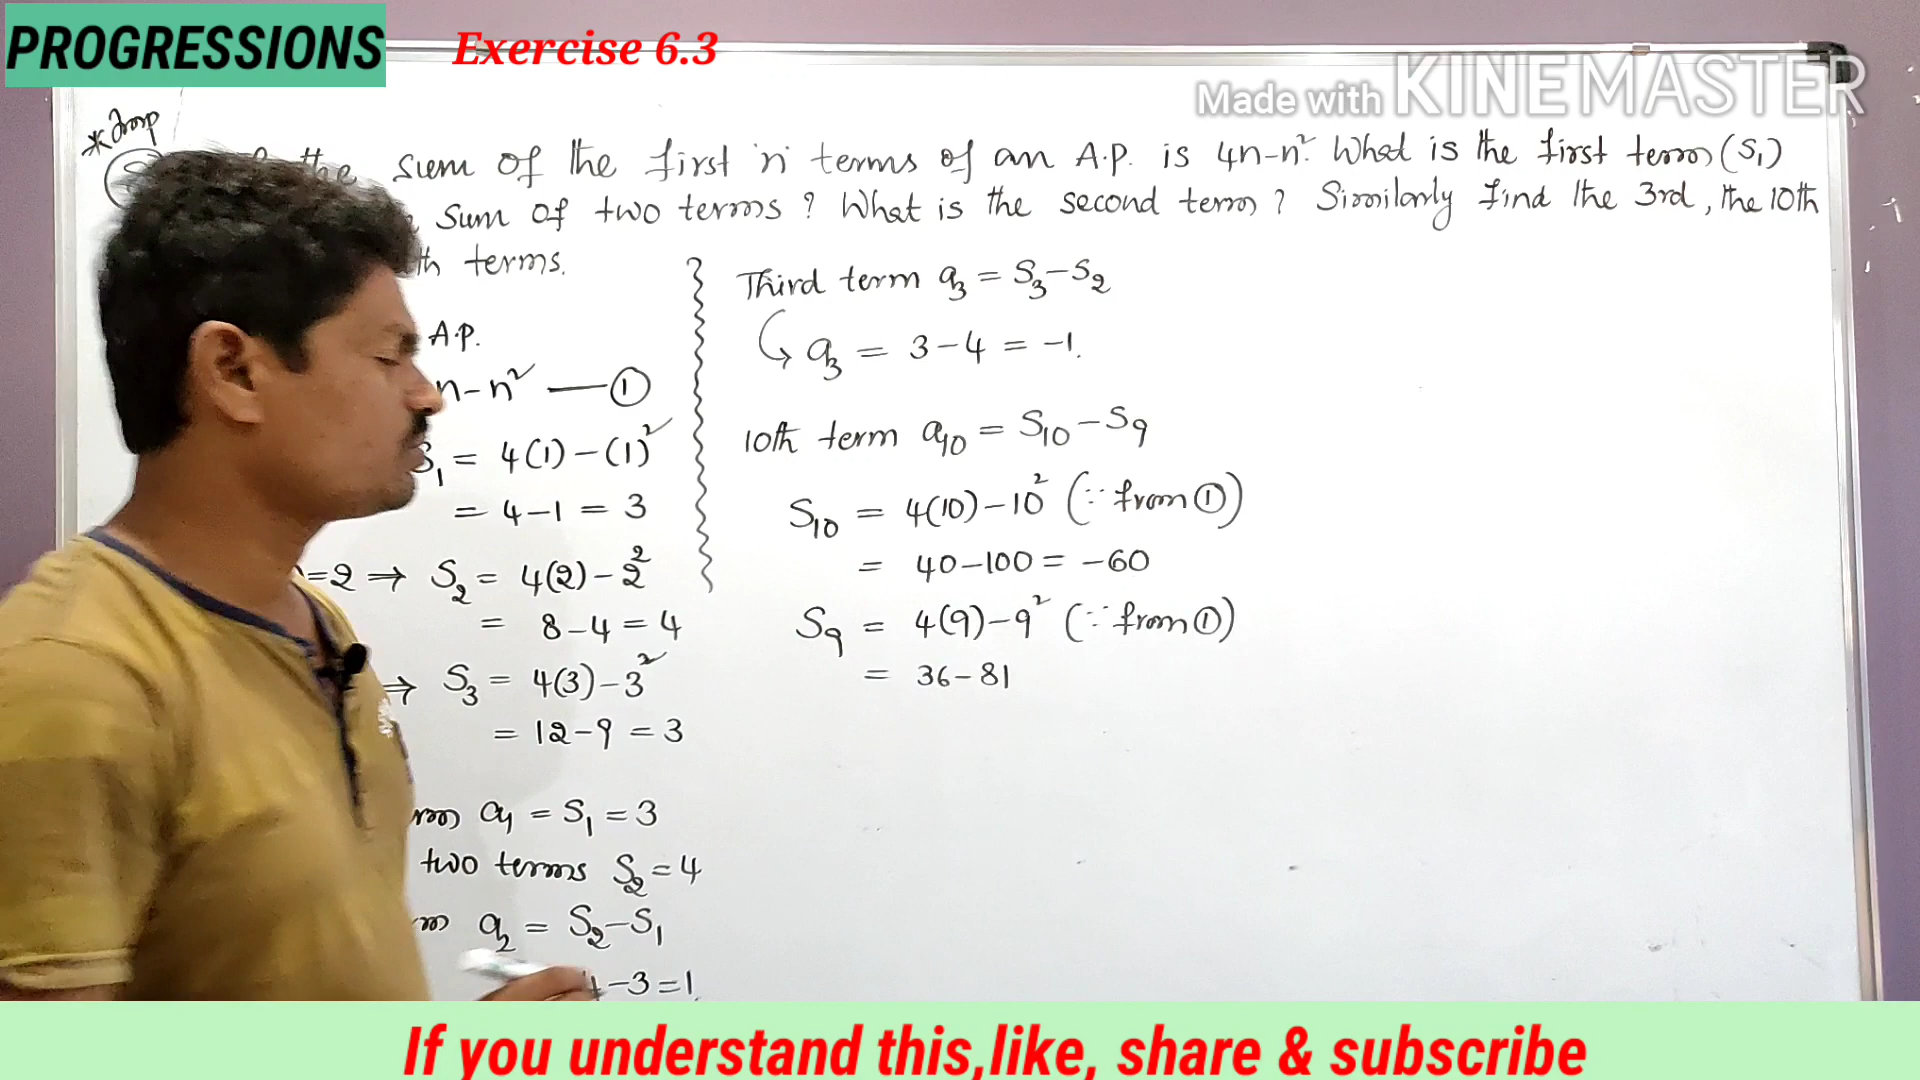 PROGRESSIONS
Exercise 6.3
Made with KINEMASTER
*Imp
the sum of the first 'n' terms of an A.P. is 4n-n². What is the first term (S₁)
sum of two terms? What is the second term? Similarly find the 3rd, the 10th
th terms.
A.P.
n-n² —— ①
S₁ = 4(1)-(1)²
= 4-1 = 3
=2 ⇒ S₂ = 4(2)-2²
= 8-4 = 4
⇒ S₃ = 4(3)-3²
= 12-9 = 3
a₁ = S₁ = 3
two terms S₂ = 4
a₂ = S₂-S₁
4-3 = 1.
Third term a₃ = S₃-S₂
↳ a₃ = 3-4 = -1.
10th term a₁₀ = S₁₀-S₉
S₁₀ = 4(10)-10² (∵ from ①)
= 40-100 = -60
S₉ = 4(9)-9² (∵ from ①)
= 36-81
If you understand this,like, share & subscribe